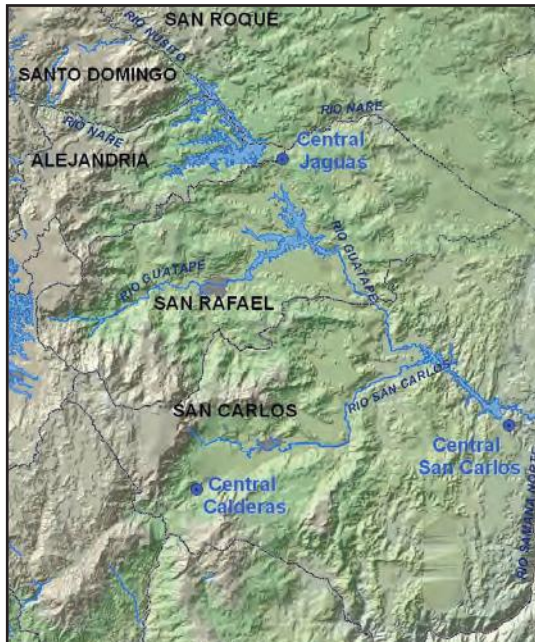 SAN ROQUE
RIO NUSITO
SANTO DOMINGO
RIO NARE
RIO NARE
Central
Jaguas
ALEJANDRIA
RIO GUATAPE
RIO GUATAPE
SAN RAFAEL
RIO SAN CARLOS
SAN CARLOS
Central
San Carlos
Central
Calderas
RIO SAMANA NORTE